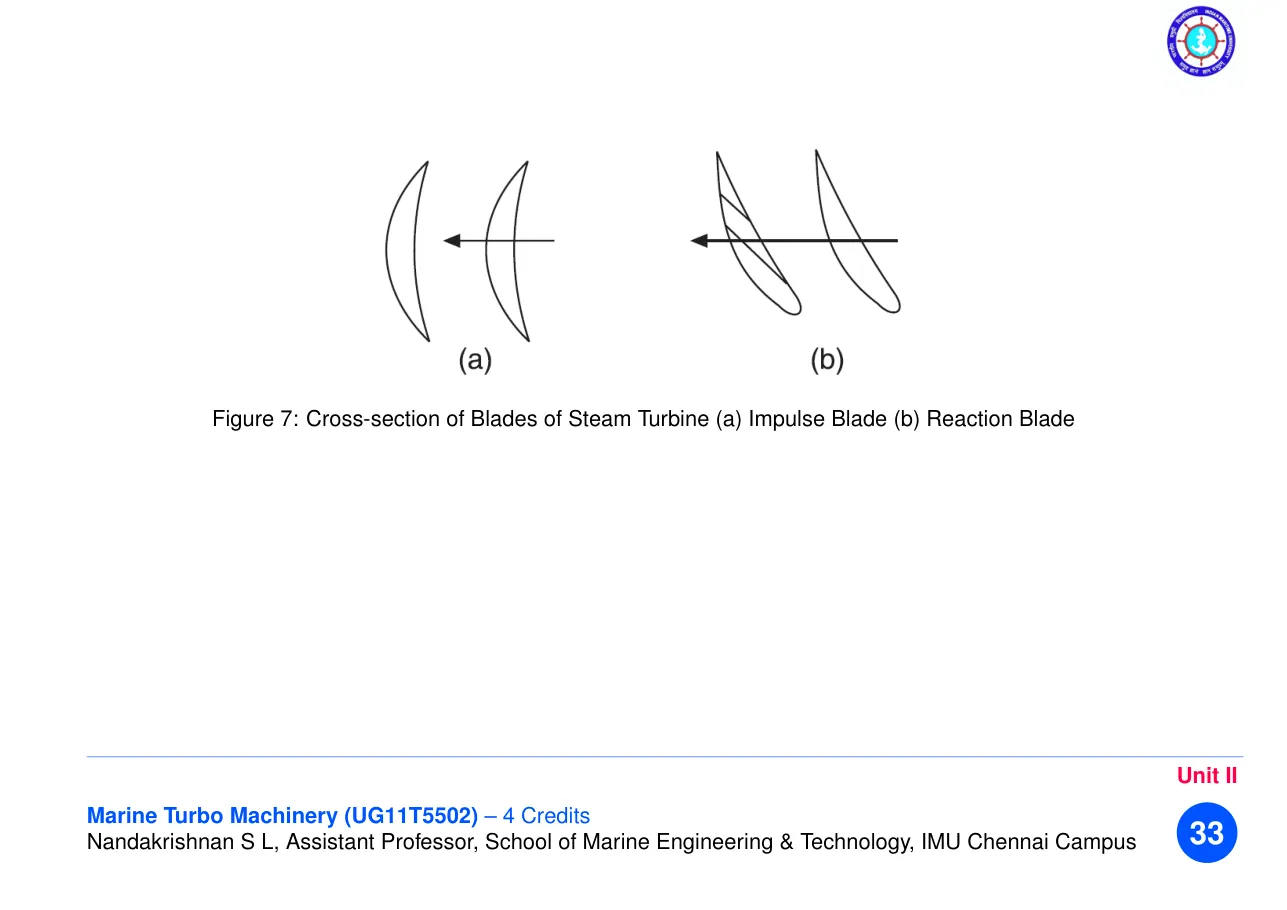 (a)
(b)
Figure 7: Cross-section of Blades of Steam Turbine (a) Impulse Blade (b) Reaction Blade
Unit II
Marine Turbo Machinery (UG11T5502) – 4 Credits
Nandakrishnan S L, Assistant Professor, School of Marine Engineering & Technology, IMU Chennai Campus
33